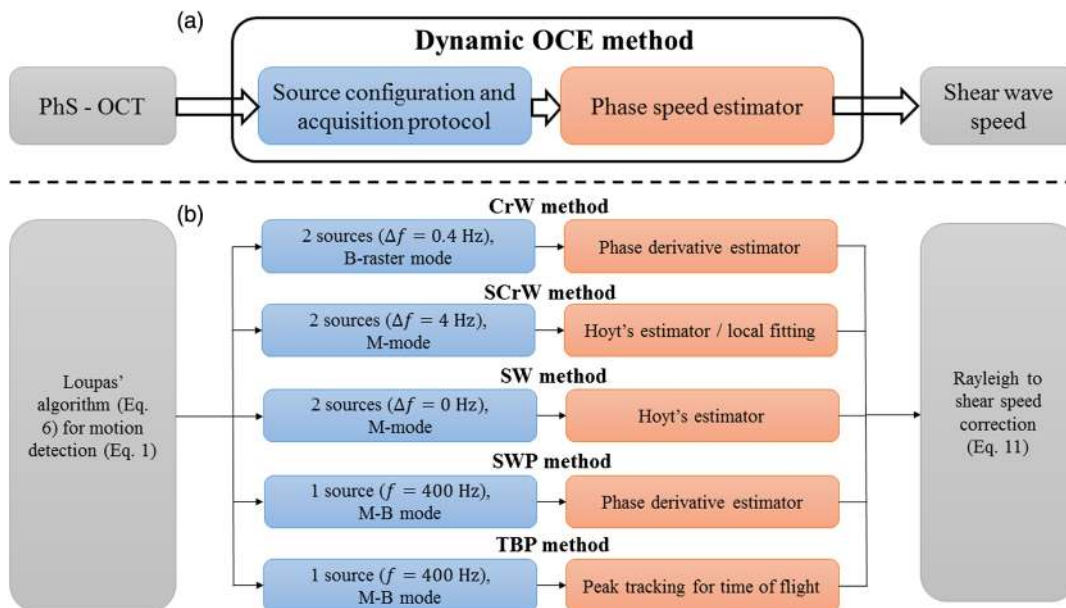 (a)
Dynamic OCE method
PhS - OCT
Source configuration and
acquisition protocol
Phase speed estimator
Shear wave
speed
(b)
Loupas’
algorithm (Eq.
6) for motion
detection (Eq. 1)
CrW method
2 sources (Δf = 0.4 Hz),
B-raster mode
Phase derivative estimator
SCrW method
2 sources (Δf = 4 Hz),
M-mode
Hoyt’s estimator / local fitting
SW method
2 sources (Δf = 0 Hz),
M-mode
Hoyt’s estimator
SWP method
1 source (f = 400 Hz),
M-B mode
Phase derivative estimator
TBP method
1 source (f = 400 Hz),
M-B mode
Peak tracking for time of flight
Rayleigh to
shear speed
correction
(Eq. 11)